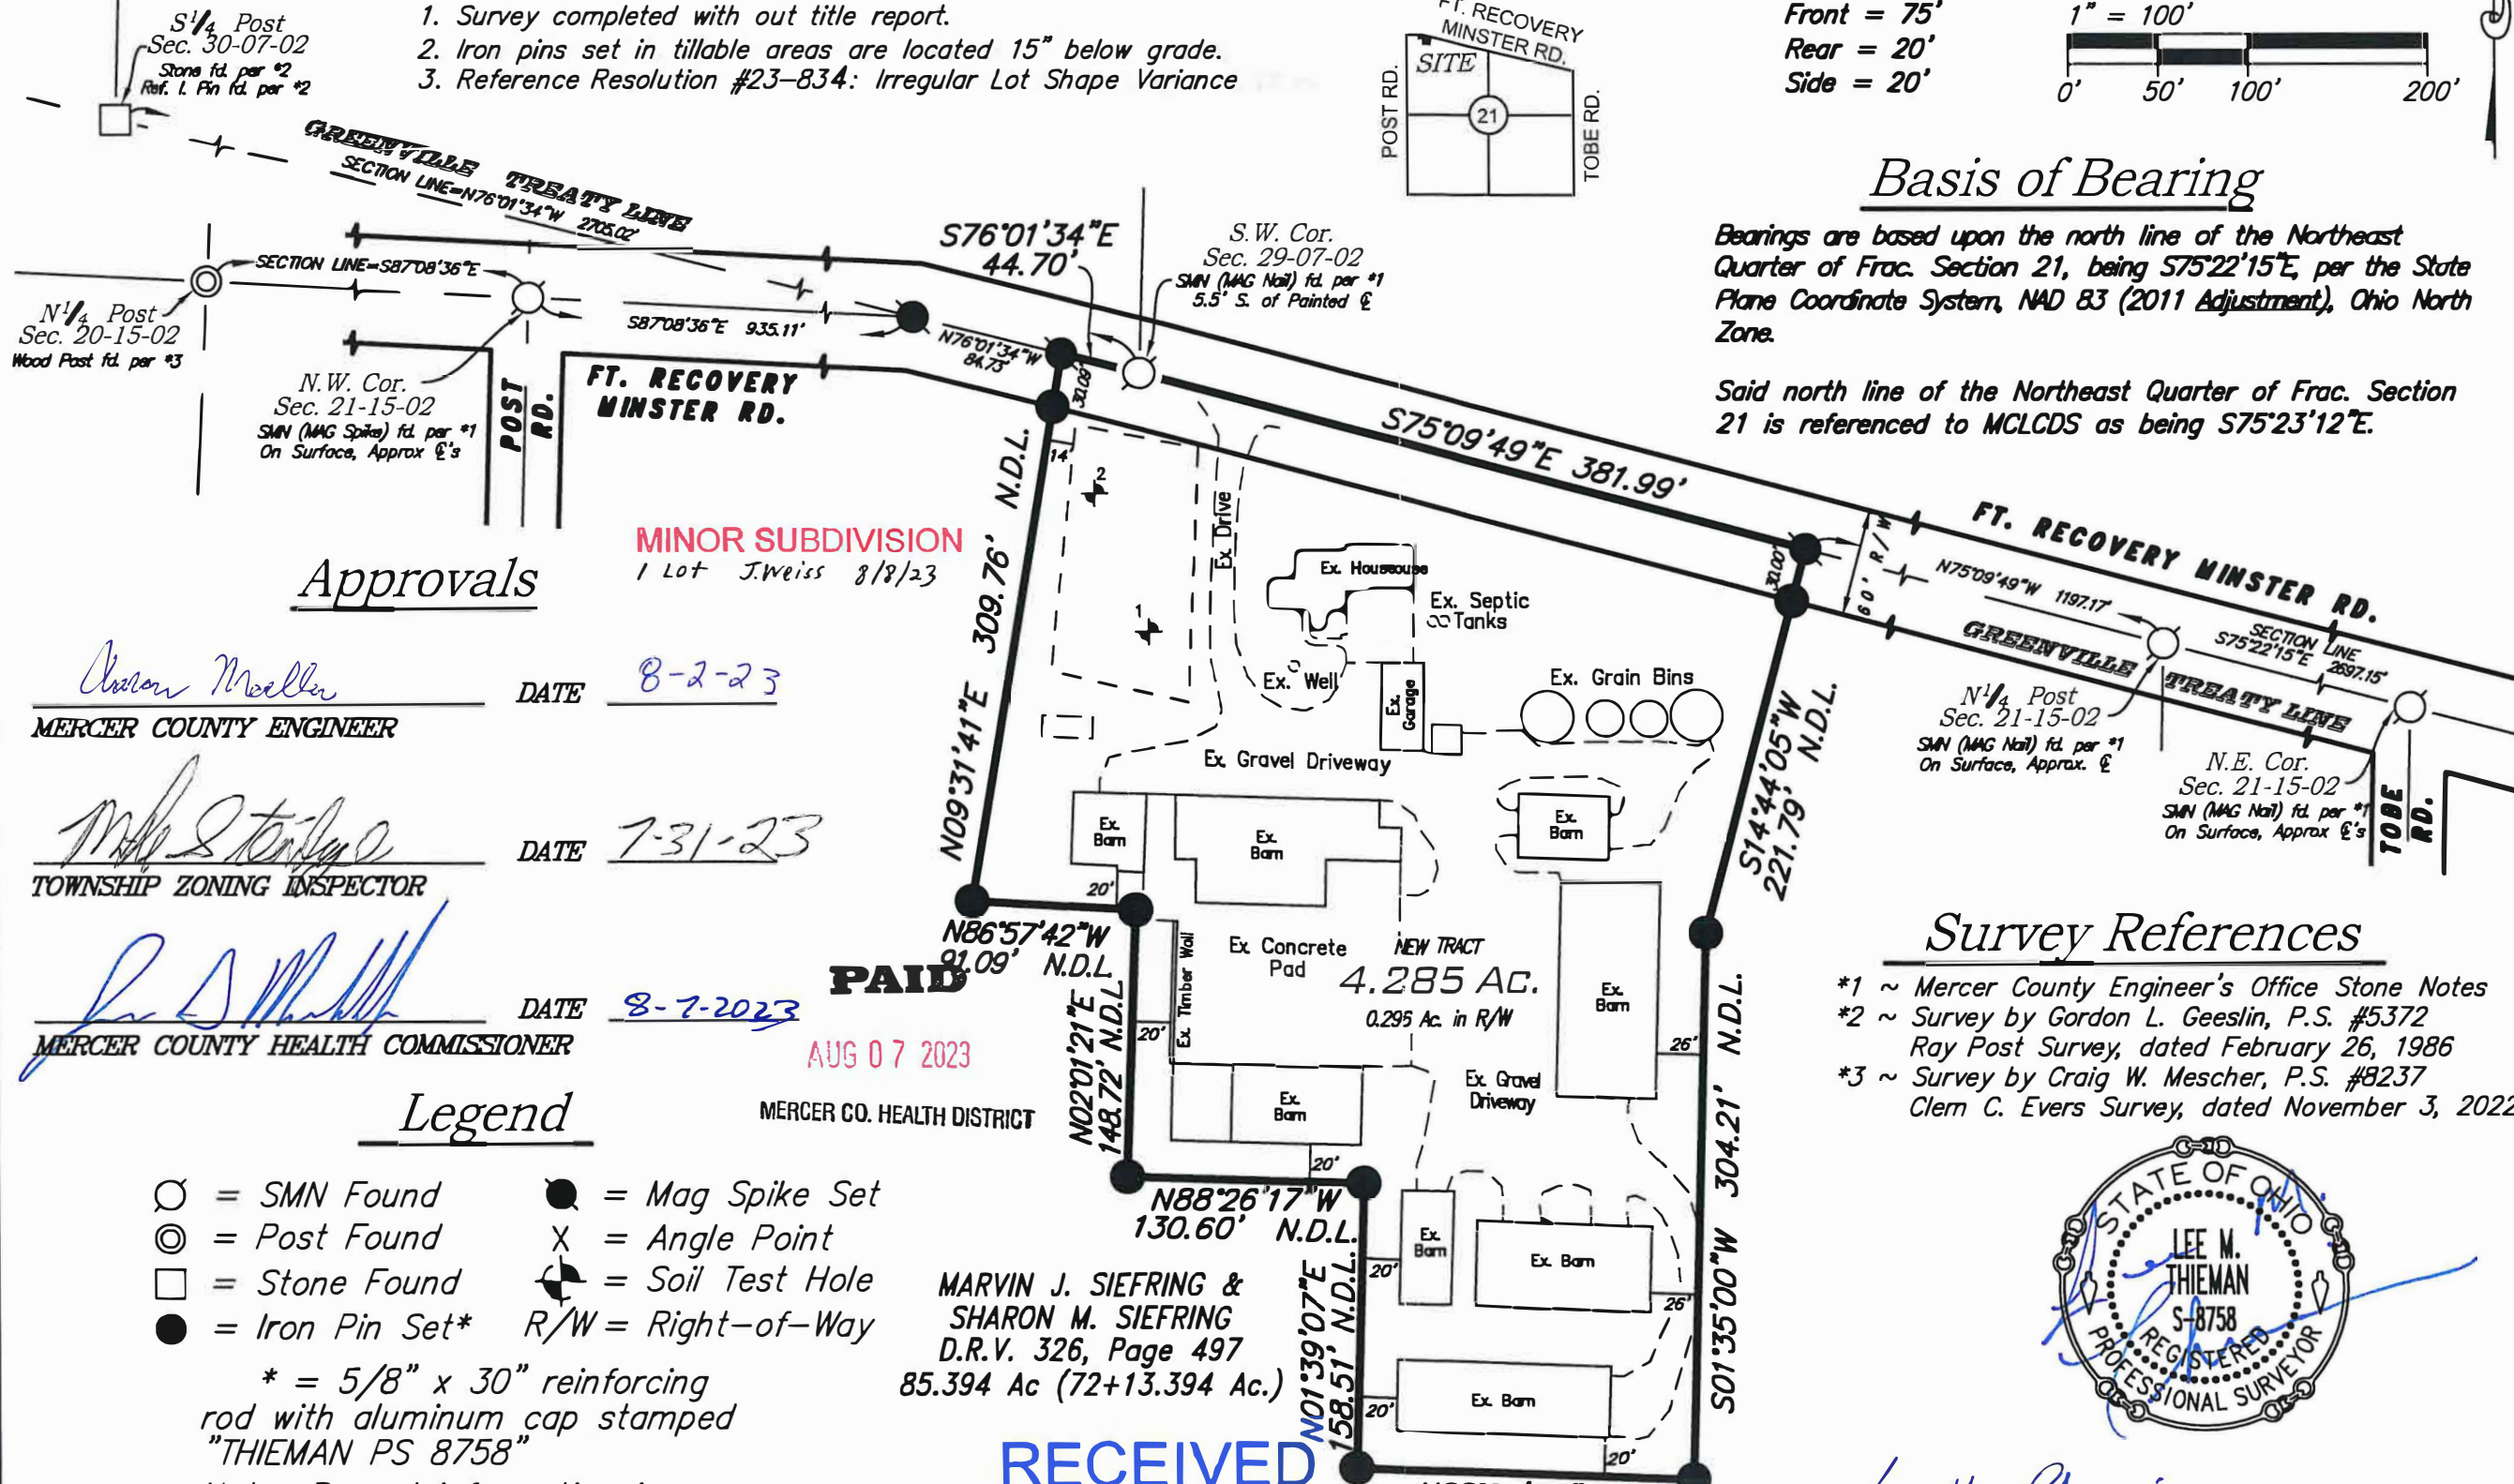 S 1/4 Post
Sec. 30-07-02
Stone fd. per *2
Ref. I. Pin fd. per *2
1. Survey completed with out title report.
2. Iron pins set in tillable areas are located 15" below grade.
3. Reference Resolution #23-834: Irregular Lot Shape Variance
FT. RECOVERY
MINSTER RD.
SITE
21
POST RD.
TOBE RD.
Front = 75'
Rear = 20'
Side = 20'
1" = 100'
0' 50' 100' 200'
Basis of Bearing
Bearings are based upon the north line of the Northeast
Quarter of Frac. Section 21, being S75°22'15"E, per the State
Plane Coordinate System, NAD 83 (2011 Adjustment), Ohio North
Zone.
Said north line of the Northeast Quarter of Frac. Section
21 is referenced to MCLCDS as being S75°23'12"E.
GREENVILLE TREATY LINE
SECTION LINE=N76°01'34"W 2705.02'
SECTION LINE=S87°08'36"E
N 1/4 Post
Sec. 20-15-02
Wood Post fd. per *3
N.W. Cor.
Sec. 21-15-02
SMN (MAG Spike) fd. per *1
On Surface, Approx ℄'s
POST
RD.
S87°08'36"E 935.11'
FT. RECOVERY
MINSTER RD.
N76°01'34"W
84.73'
S76°01'34"E
44.70'
S.W. Cor.
Sec. 29-07-02
SMN (MAG Nail) fd. per *1
5.5' S. of Painted ℄
30.09'
S75°09'49"E 381.99'
30.00'
60' R/W
FT. RECOVERY MINSTER RD.
N75°09'49"W 1197.17'
GREENVILLE TREATY LINE
SECTION LINE
S75°22'15"E 2697.15'
N 1/4 Post
Sec. 21-15-02
SMN (MAG Nail) fd. per *1
On Surface, Approx. ℄
N.E. Cor.
Sec. 21-15-02
SMN (MAG Nail) fd. per *1
On Surface, Approx ℄'s
TOBE
RD.
MINOR SUBDIVISION
1 Lot J.Weiss 8/8/23
Approvals
DATE 8-2-23
MERCER COUNTY ENGINEER
DATE 7-31-23
TOWNSHIP ZONING INSPECTOR
DATE 8-7-2023
MERCER COUNTY HEALTH COMMISSIONER
PAID
AUG 07 2023
MERCER CO. HEALTH DISTRICT
N09°31'41"E 309.76' N.D.L.
14'
2
1
Ex. Drive
Ex. House
Ex. Septic
Tanks
Ex. Well
Ex.
Garage
Ex. Grain Bins
Ex. Gravel Driveway
S14°44'05"W N.D.L.
221.79'
Ex.
Barn
Ex.
Barn
Ex.
Barn
20'
N86°57'42"W
91.09' N.D.L.
N02°01'21"E
148.72' N.D.L.
20'
Ex. Timber Wall
Ex. Concrete
Pad
NEW TRACT
4.285 Ac.
0.295 Ac. in R/W
Ex.
Barn
26'
S01°35'00"W 304.21' N.D.L.
Ex. Gravel
Driveway
Ex.
Barn
20'
N88°26'17"W
130.60' N.D.L.
N01°39'07"E
158.51' N.D.L.
20'
Ex.
Barn
Ex. Barn
26'
Ex. Barn
20'
20'
MARVIN J. SIEFRING &
SHARON M. SIEFRING
D.R.V. 326, Page 497
85.394 Ac (72+13.394 Ac.)
RECEIVED
Legend
= SMN Found
= Post Found
= Stone Found
= Iron Pin Set*
= Mag Spike Set
X = Angle Point
= Soil Test Hole
R/W = Right-of-Way
* = 5/8" x 30" reinforcing
rod with aluminum cap stamped
"THIEMAN PS 8758"
Survey References
*1 ~ Mercer County Engineer's Office Stone Notes
*2 ~ Survey by Gordon L. Geeslin, P.S. #5372
Ray Post Survey, dated February 26, 1986
*3 ~ Survey by Craig W. Mescher, P.S. #8237
Clem C. Evers Survey, dated November 3, 2022
STATE OF OHIO
LEE M.
THIEMAN
S-8758
REGISTERED
PROFESSIONAL SURVEYOR